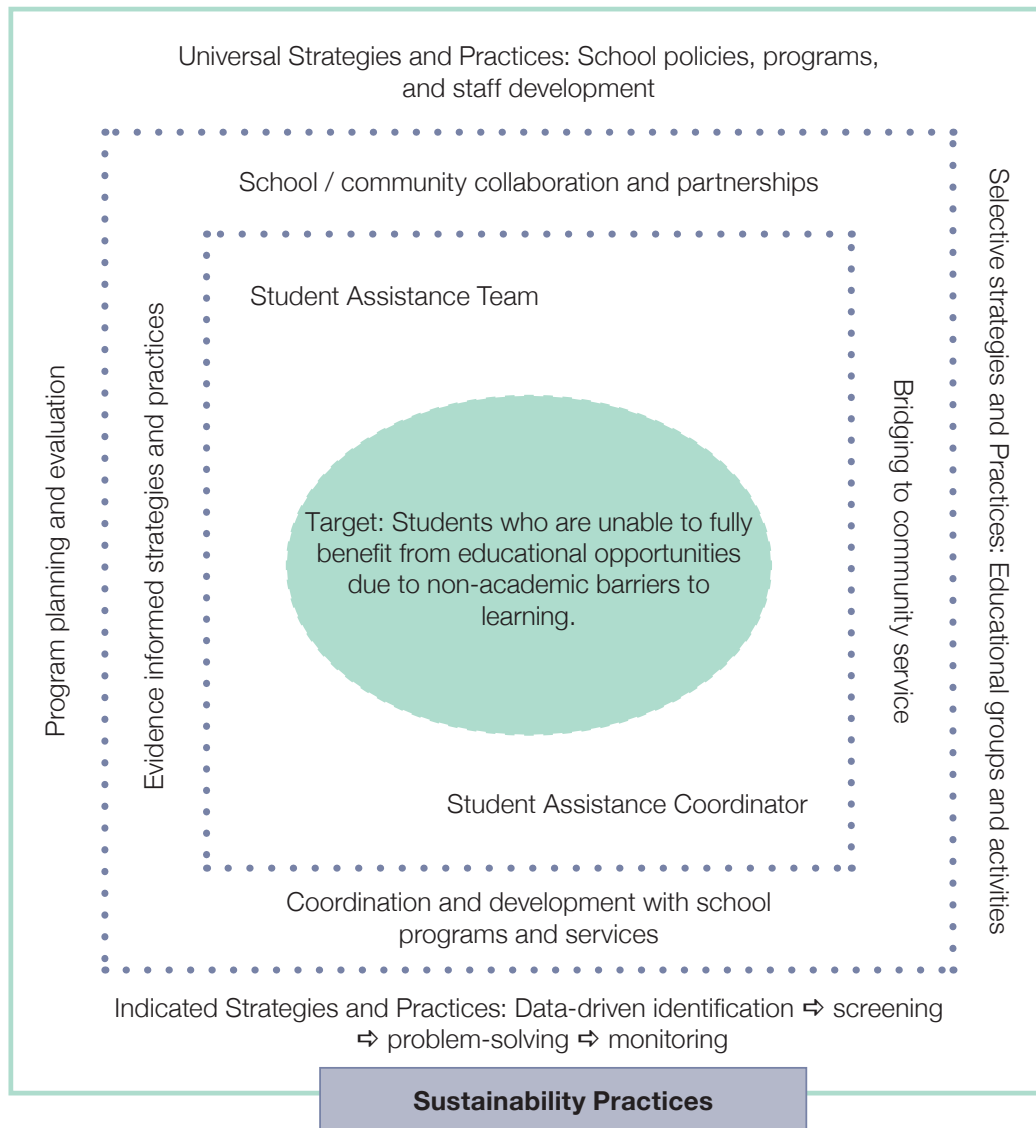 Universal Strategies and Practices: School policies, programs,
and staff development
School / community collaboration and partnerships
Student Assistance Team
Program planning and evaluation
Evidence informed strategies and practices
Target: Students who are unable to fully
benefit from educational opportunities
due to non-academic barriers to
learning.
Bridging to community service
Selective strategies and Practices: Educational groups and activities
Student Assistance Coordinator
Coordination and development with school
programs and services
Indicated Strategies and Practices: Data-driven identification ⇨ screening
⇨ problem-solving ⇨ monitoring
Sustainability Practices